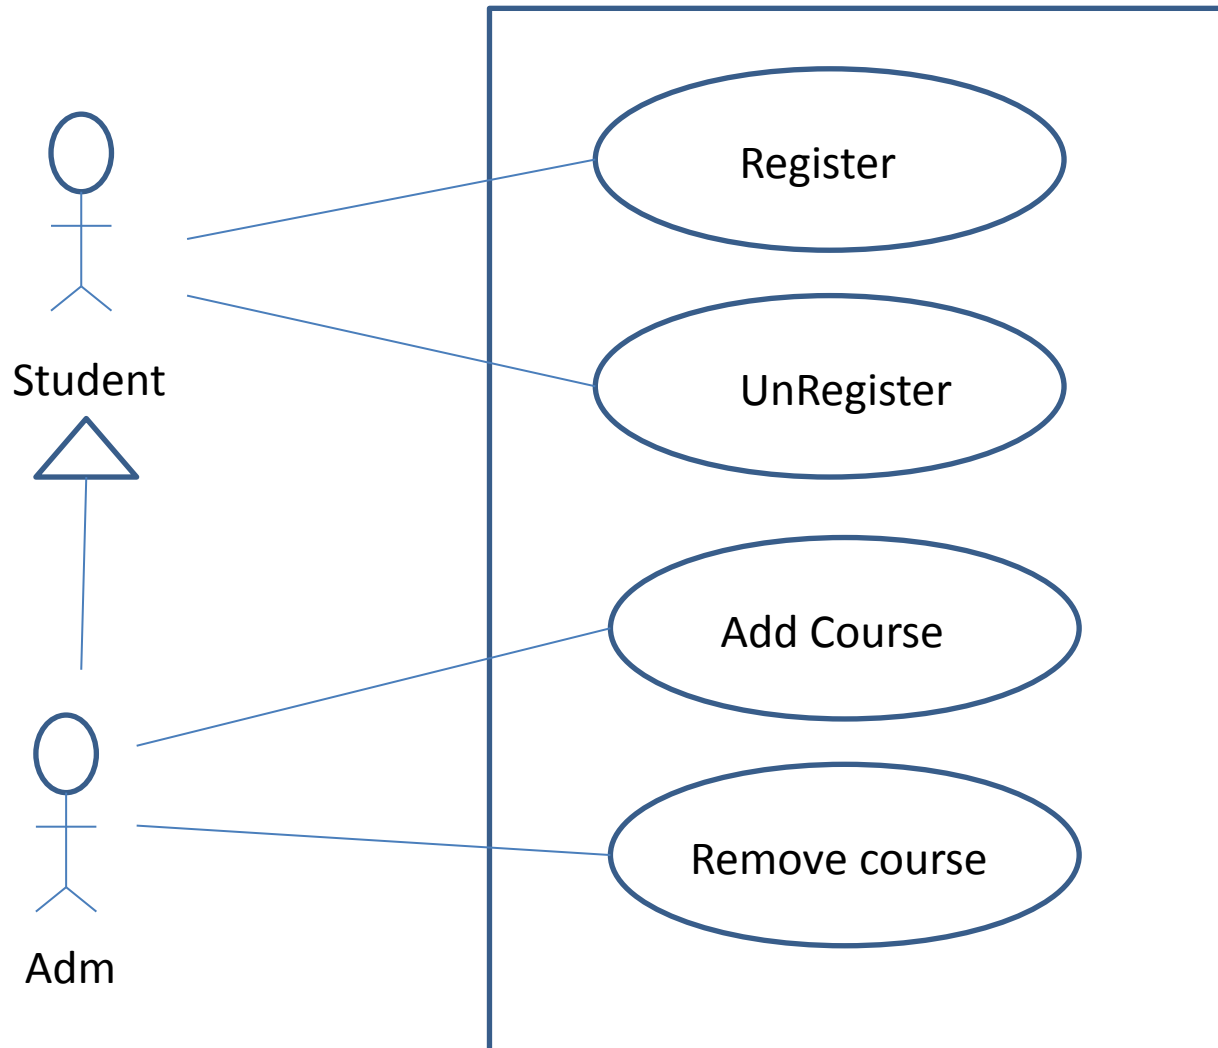 Register
Student
UnRegister
Add Course
Remove course
Adm